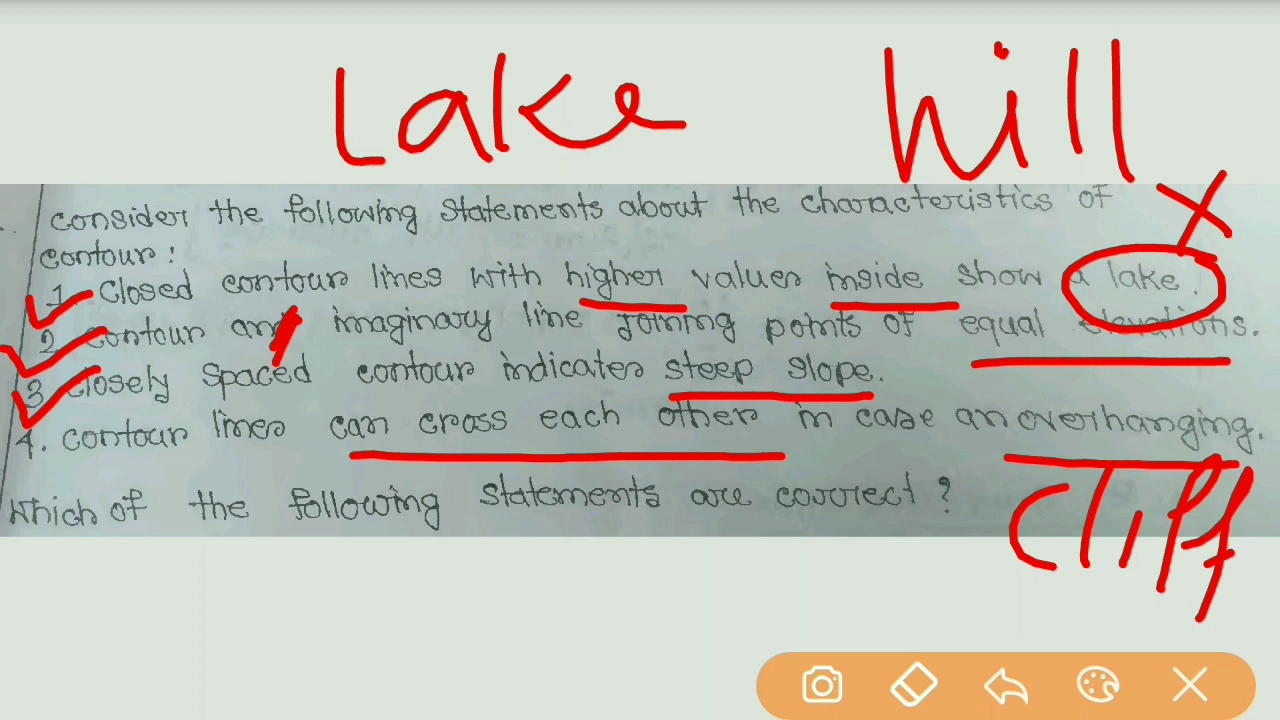 Lake hill
consider the following statements about the characteristics of
contour :
1. Closed contour lines with higher values inside show a lake.
2 contour an imaginary line joining points of equal elevations.
3 closely spaced contour indicates steep slope.
4. contour lines can cross each other in case an overhanging.
cliff
Which of the following statements are correct ?